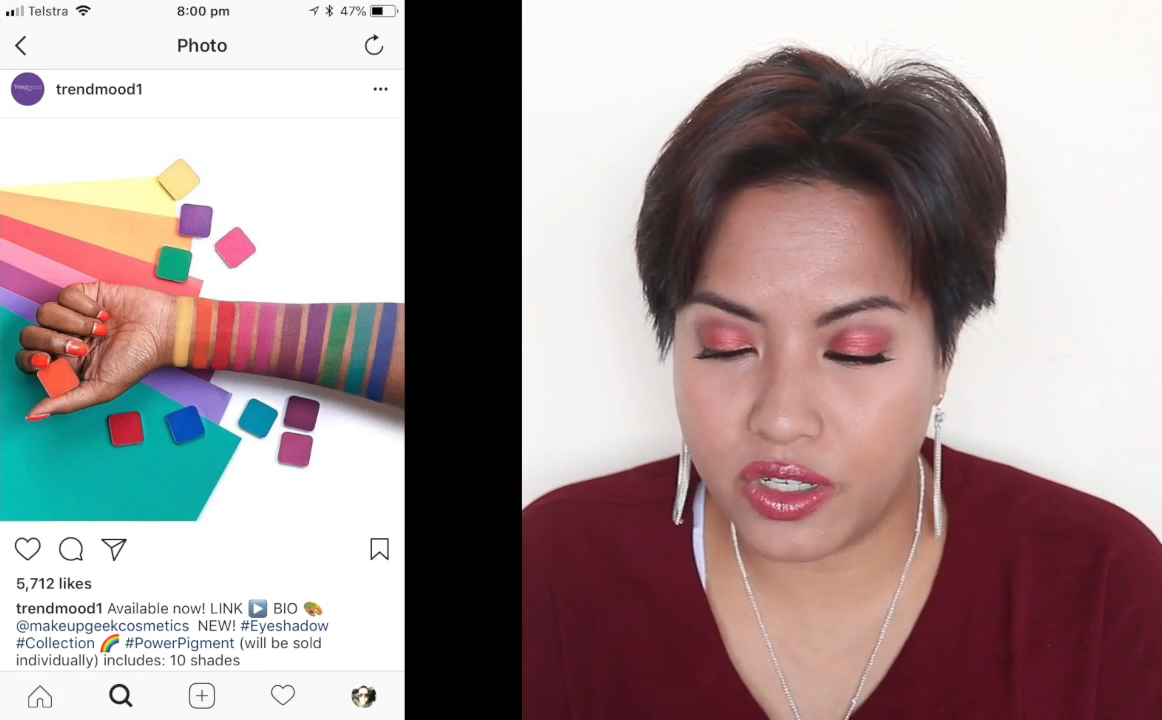 Telstra 8:00 pm 47%
Photo
trendmood1
5,712 likes
trendmood1 Available now! LINK ▶️ BIO 🎨
@makeupgeekcosmetics NEW! #Eyeshadow
#Collection 🌈 #PowerPigment (will be sold
individually) includes: 10 shades